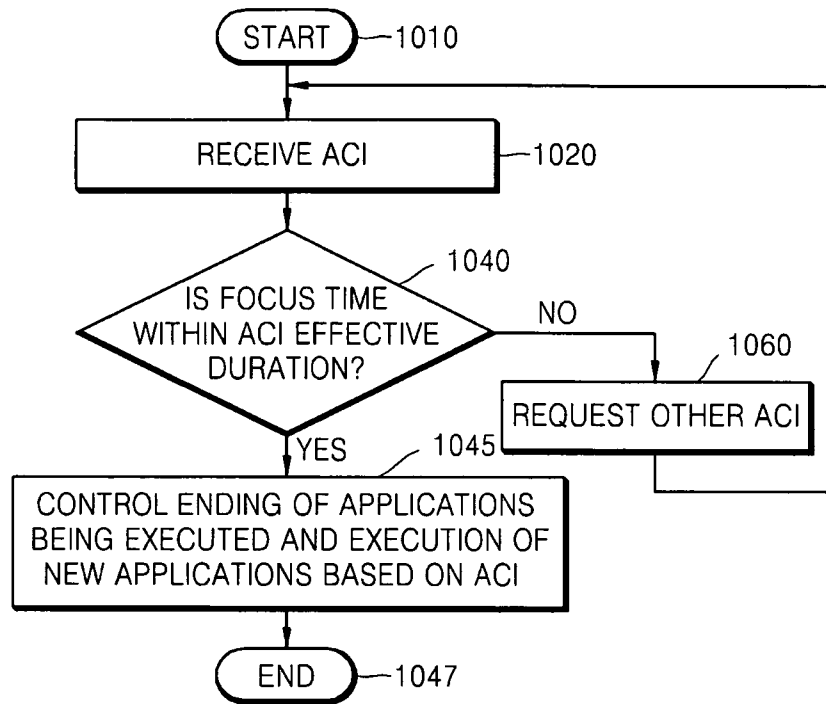 START
1010
RECEIVE ACI
1020
1040
IS FOCUS TIME
WITHIN ACI EFFECTIVE
DURATION?
NO
1060
REQUEST OTHER ACI
YES
1045
CONTROL ENDING OF APPLICATIONS
BEING EXECUTED AND EXECUTION OF
NEW APPLICATIONS BASED ON ACI
END
1047